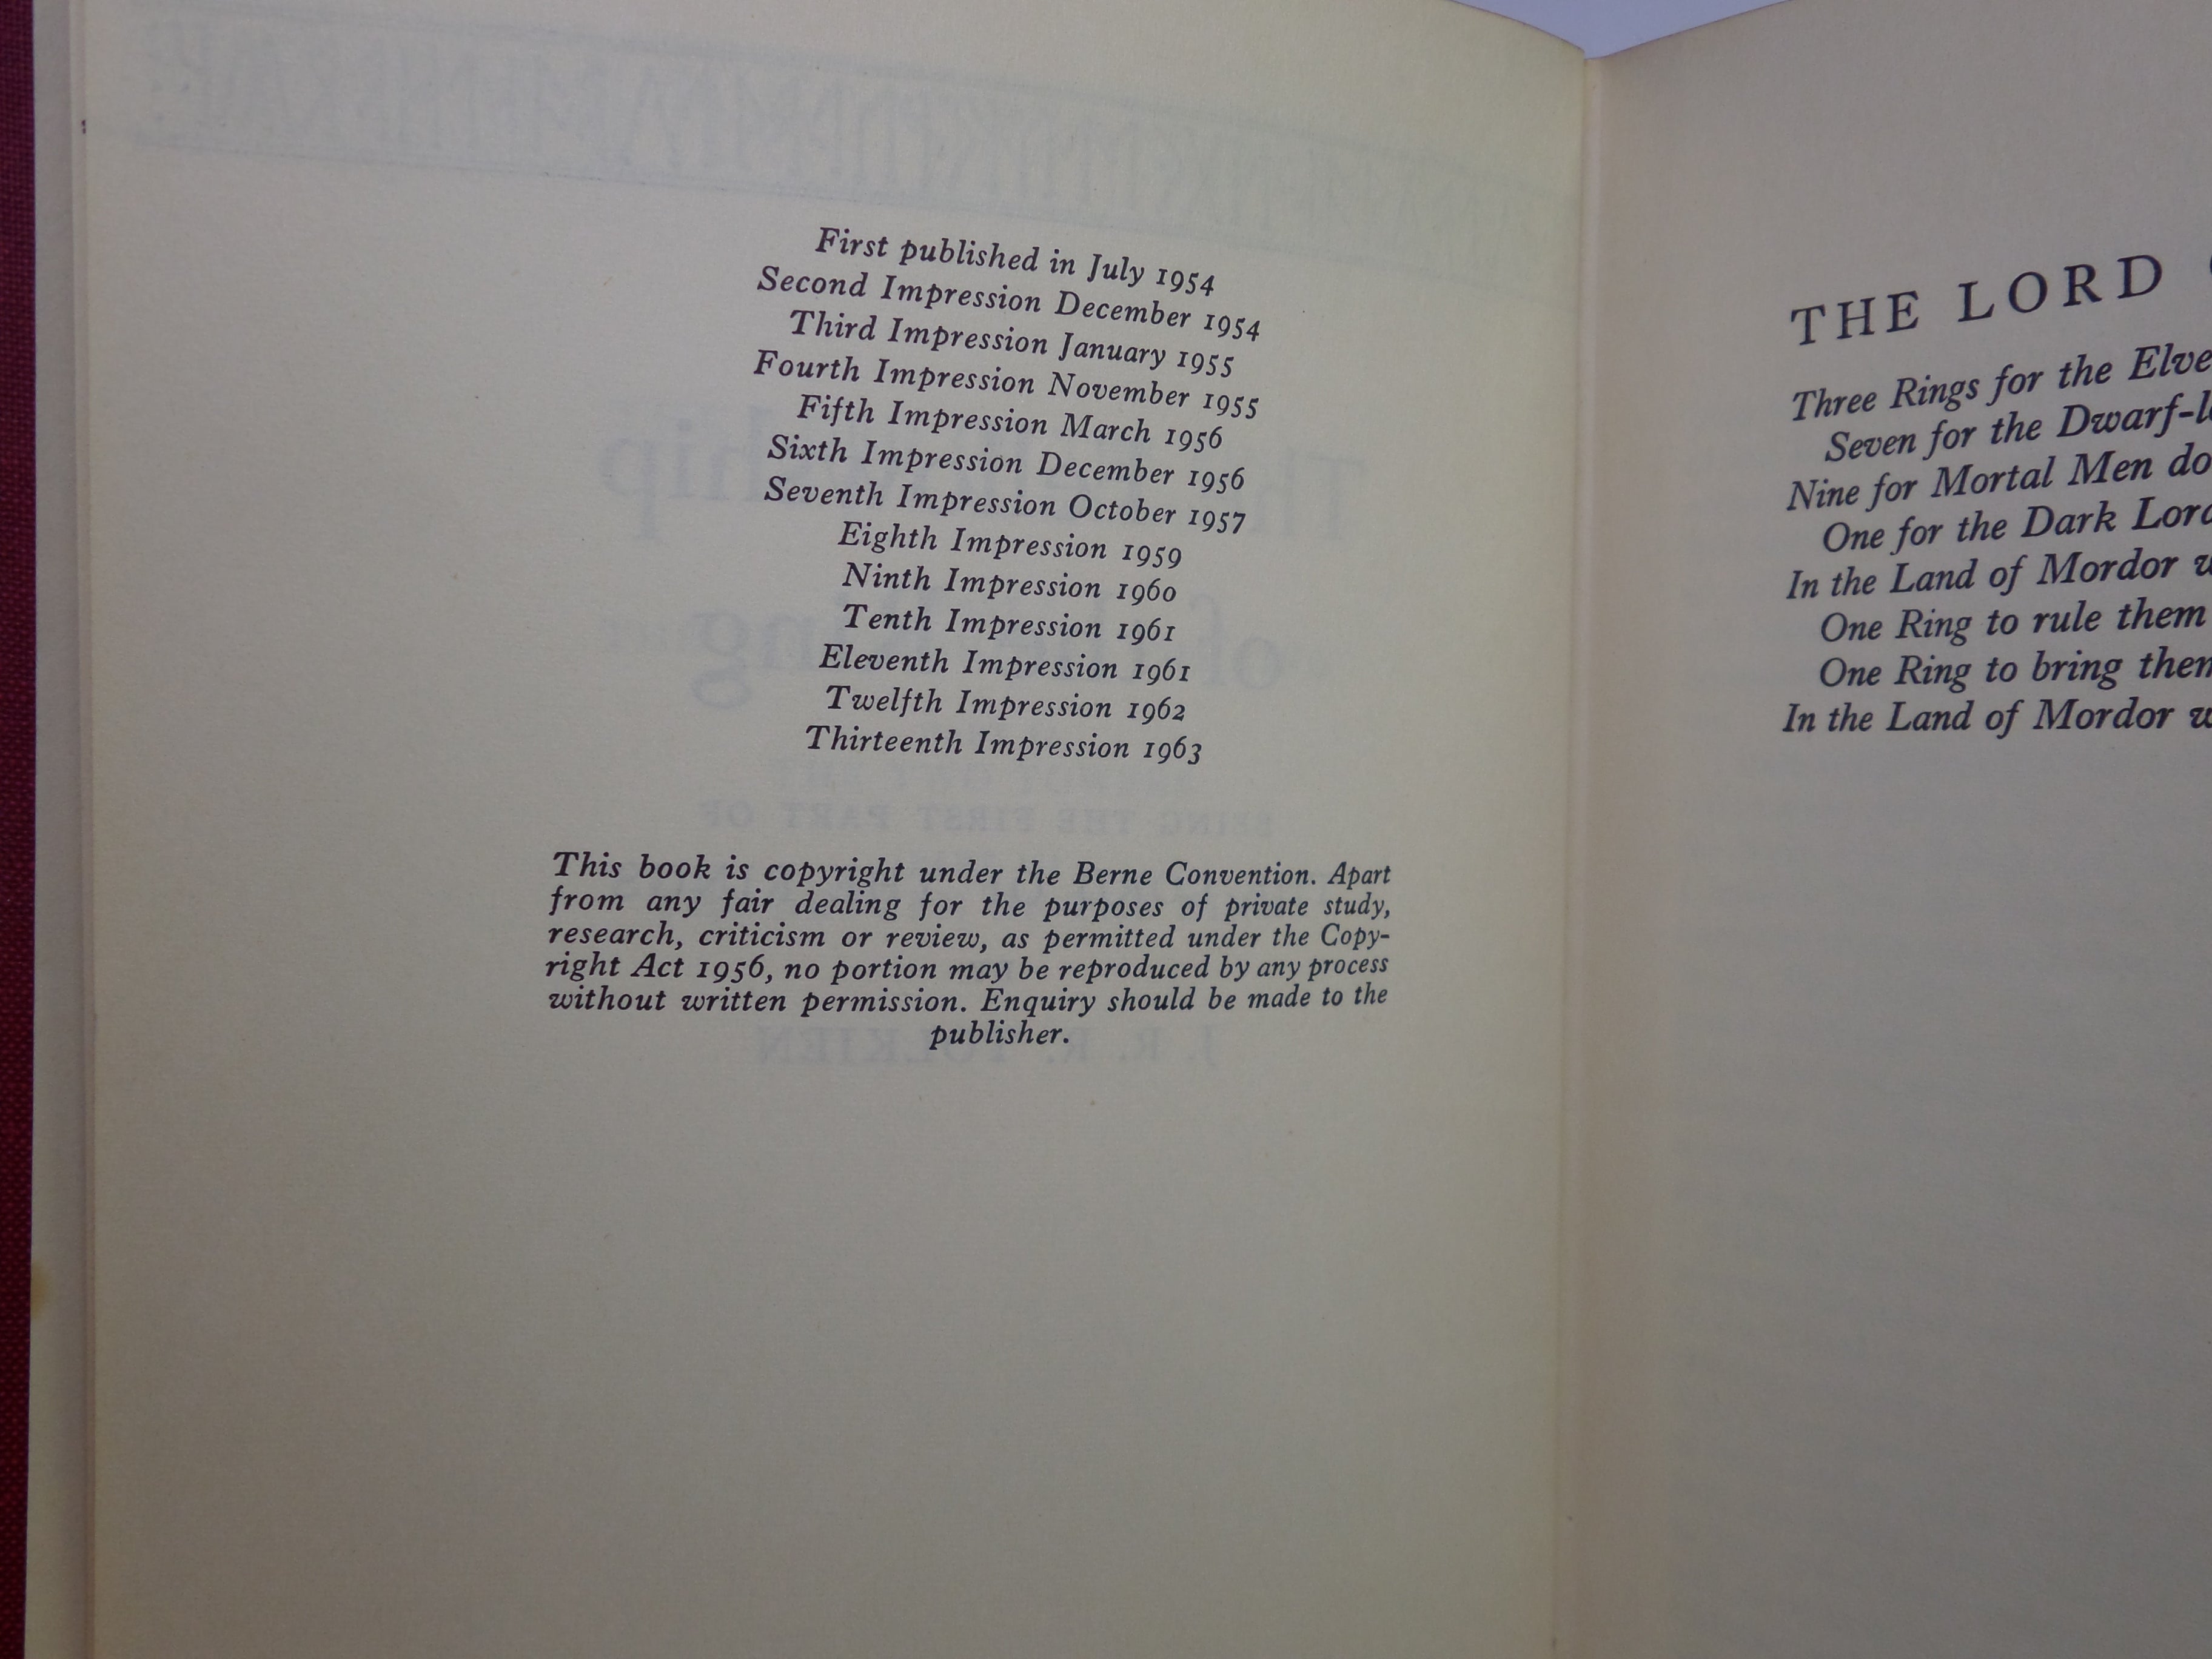 First published in July 1954
Second Impression December 1954
Third Impression January 1955
Fourth Impression November 1955
Fifth Impression March 1956
Sixth Impression December 1956
Seventh Impression October 1957
Eighth Impression 1959
Ninth Impression 1960
Tenth Impression 1961
Eleventh Impression 1961
Twelfth Impression 1962
Thirteenth Impression 1963
This book is copyright under the Berne Convention. Apart
from any fair dealing for the purposes of private study,
research, criticism or review, as permitted under the Copy-
right Act 1956, no portion may be reproduced by any process
without written permission. Enquiry should be made to the
publisher.
THE LORD
Three Rings for the
Seven for the
Nine for Mortal Men
One for the Dark
In the Land of Mordor
One Ring to rule them
One Ring to bring
In the Land of Mordor